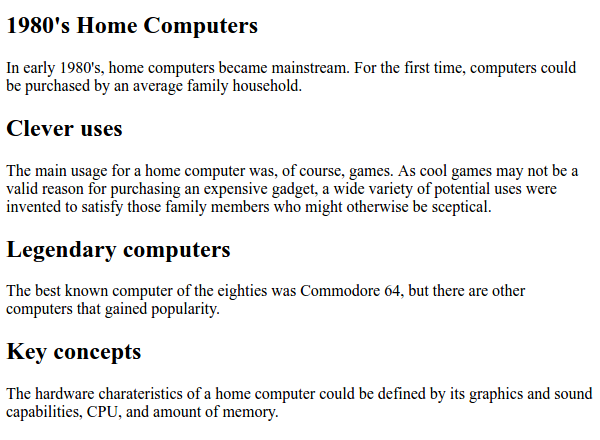 1980's Home Computers
In early 1980's, home computers became mainstream. For the first time, computers could
be purchased by an average family household.
Clever uses
The main usage for a home computer was, of course, games. As cool games may not be a
valid reason for purchasing an expensive gadget, a wide variety of potential uses were
invented to satisfy those family members who might otherwise be sceptical.
Legendary computers
The best known computer of the eighties was Commodore 64, but there are other
computers that gained popularity.
Key concepts
The hardware charateristics of a home computer could be defined by its graphics and sound
capabilities, CPU, and amount of memory.